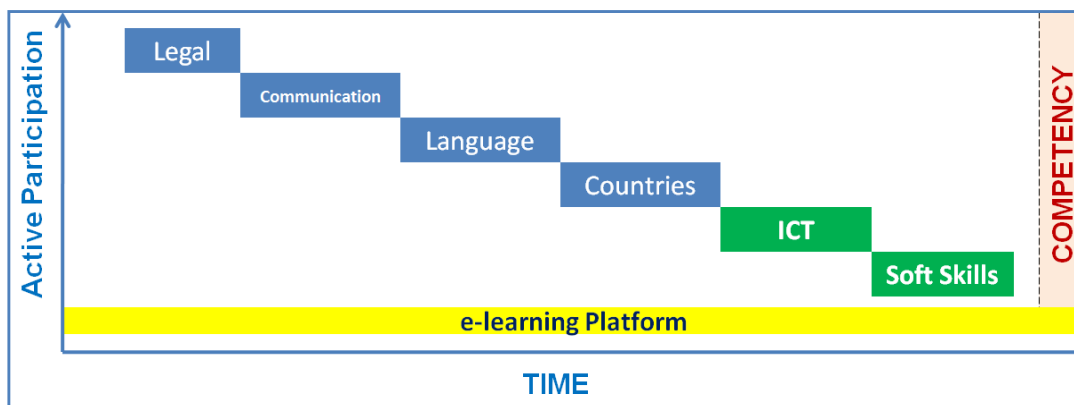 Active Participation
Legal
Communication
Language
Countries
ICT
Soft Skills
COMPETENCY
e-learning Platform
TIME